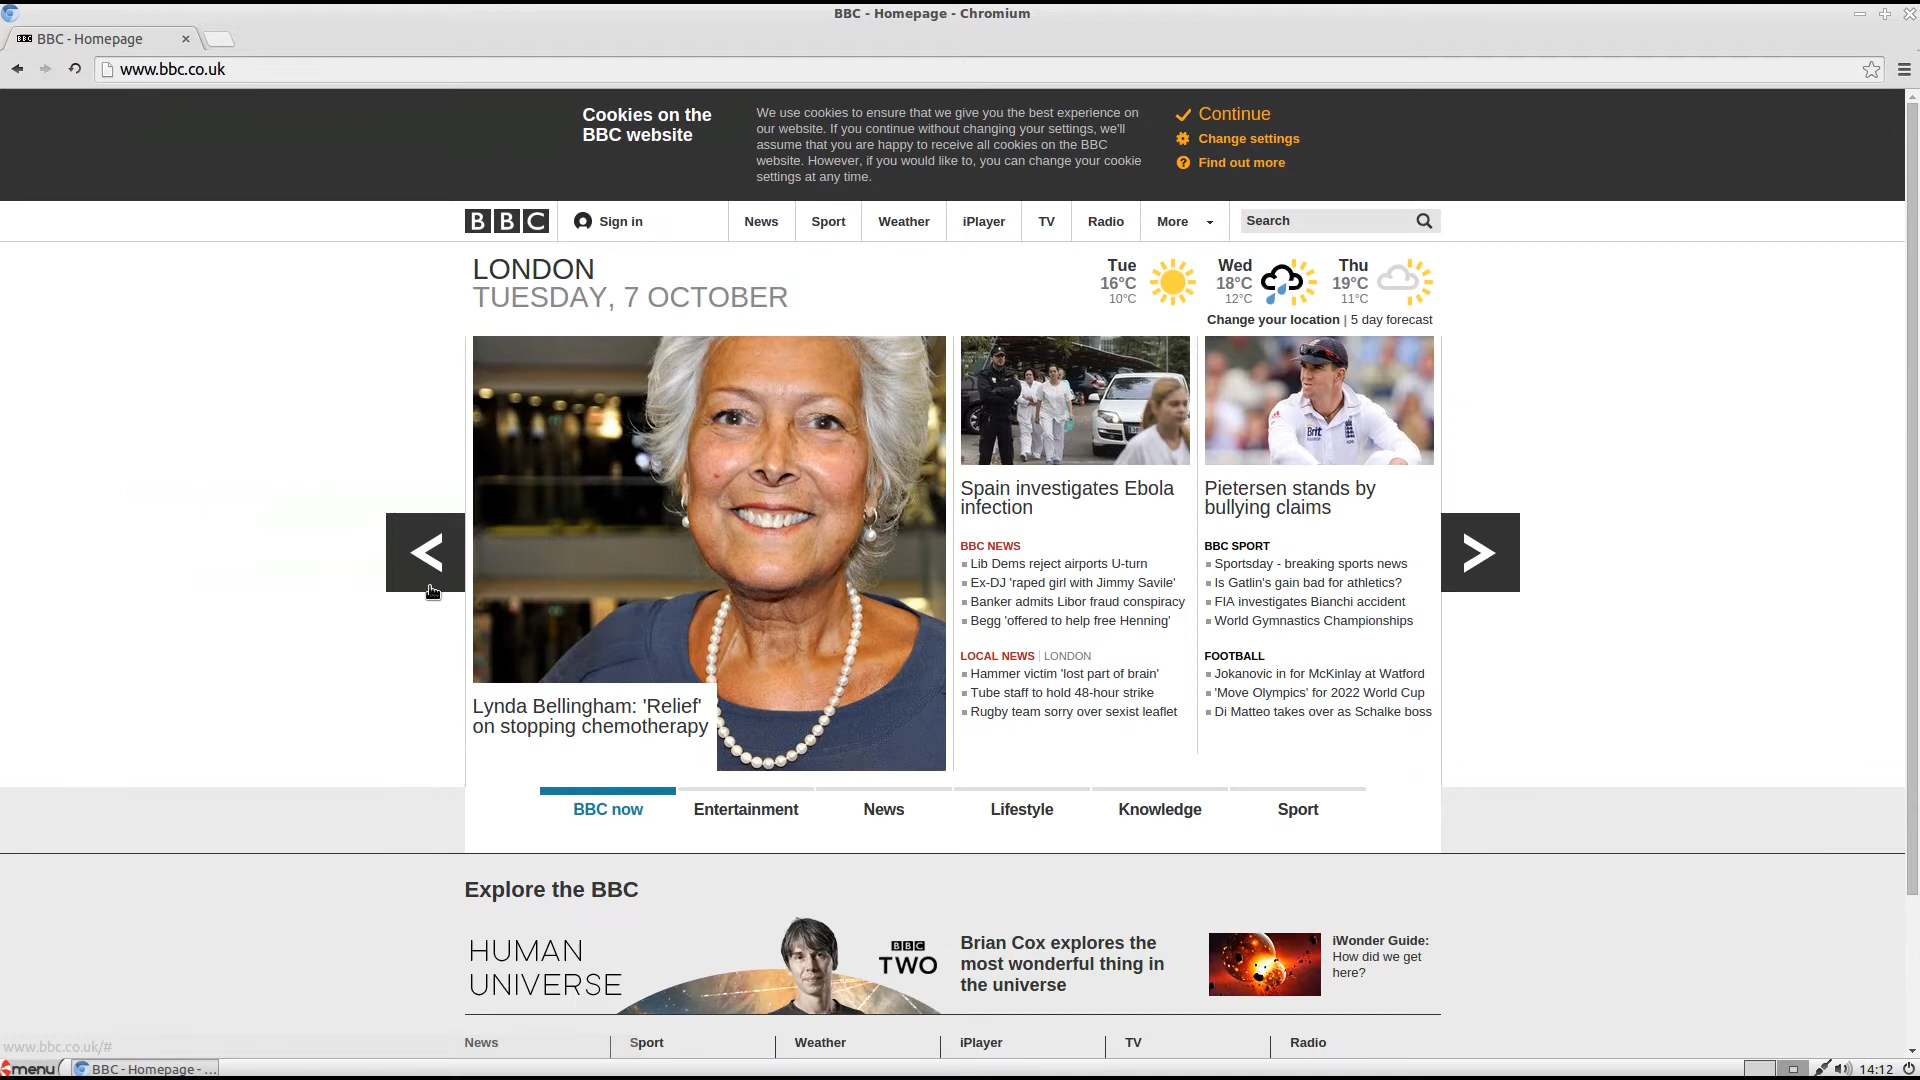 BBC - Homepage - Chromium
BBC - Homepage
www.bbc.co.uk
Cookies on the
BBC website
We use cookies to ensure that we give you the best experience on
our website. If you continue without changing your settings, we'll
assume that you are happy to receive all cookies on the BBC
website. However, if you would like to, you can change your cookie
settings at any time.
Continue
Change settings
Find out more
BBC Sign in News Sport Weather iPlayer TV Radio More Search
LONDON
TUESDAY, 7 OCTOBER
Tue
16°C
10°C
Wed
18°C
12°C
Thu
19°C
11°C
Change your location | 5 day forecast
Lynda Bellingham: 'Relief'
on stopping chemotherapy
Spain investigates Ebola
infection
BBC NEWS
Lib Dems reject airports U-turn
Ex-DJ 'raped girl with Jimmy Savile'
Banker admits Libor fraud conspiracy
Begg 'offered to help free Henning'
LOCAL NEWS | LONDON
Hammer victim 'lost part of brain'
Tube staff to hold 48-hour strike
Rugby team sorry over sexist leaflet
Brit
Pietersen stands by
bullying claims
BBC SPORT
Sportsday - breaking sports news
Is Gatlin's gain bad for athletics?
FIA investigates Bianchi accident
World Gymnastics Championships
FOOTBALL
Jokanovic in for McKinlay at Watford
'Move Olympics' for 2022 World Cup
Di Matteo takes over as Schalke boss
BBC now Entertainment News Lifestyle Knowledge Sport
Explore the BBC
HUMAN
UNIVERSE
BBC
TWO
Brian Cox explores the
most wonderful thing in
the universe
iWonder Guide:
How did we get
here?
News Sport Weather iPlayer TV Radio
www.bbc.co.uk/#
menu BBC - Homepage - ... 14:12